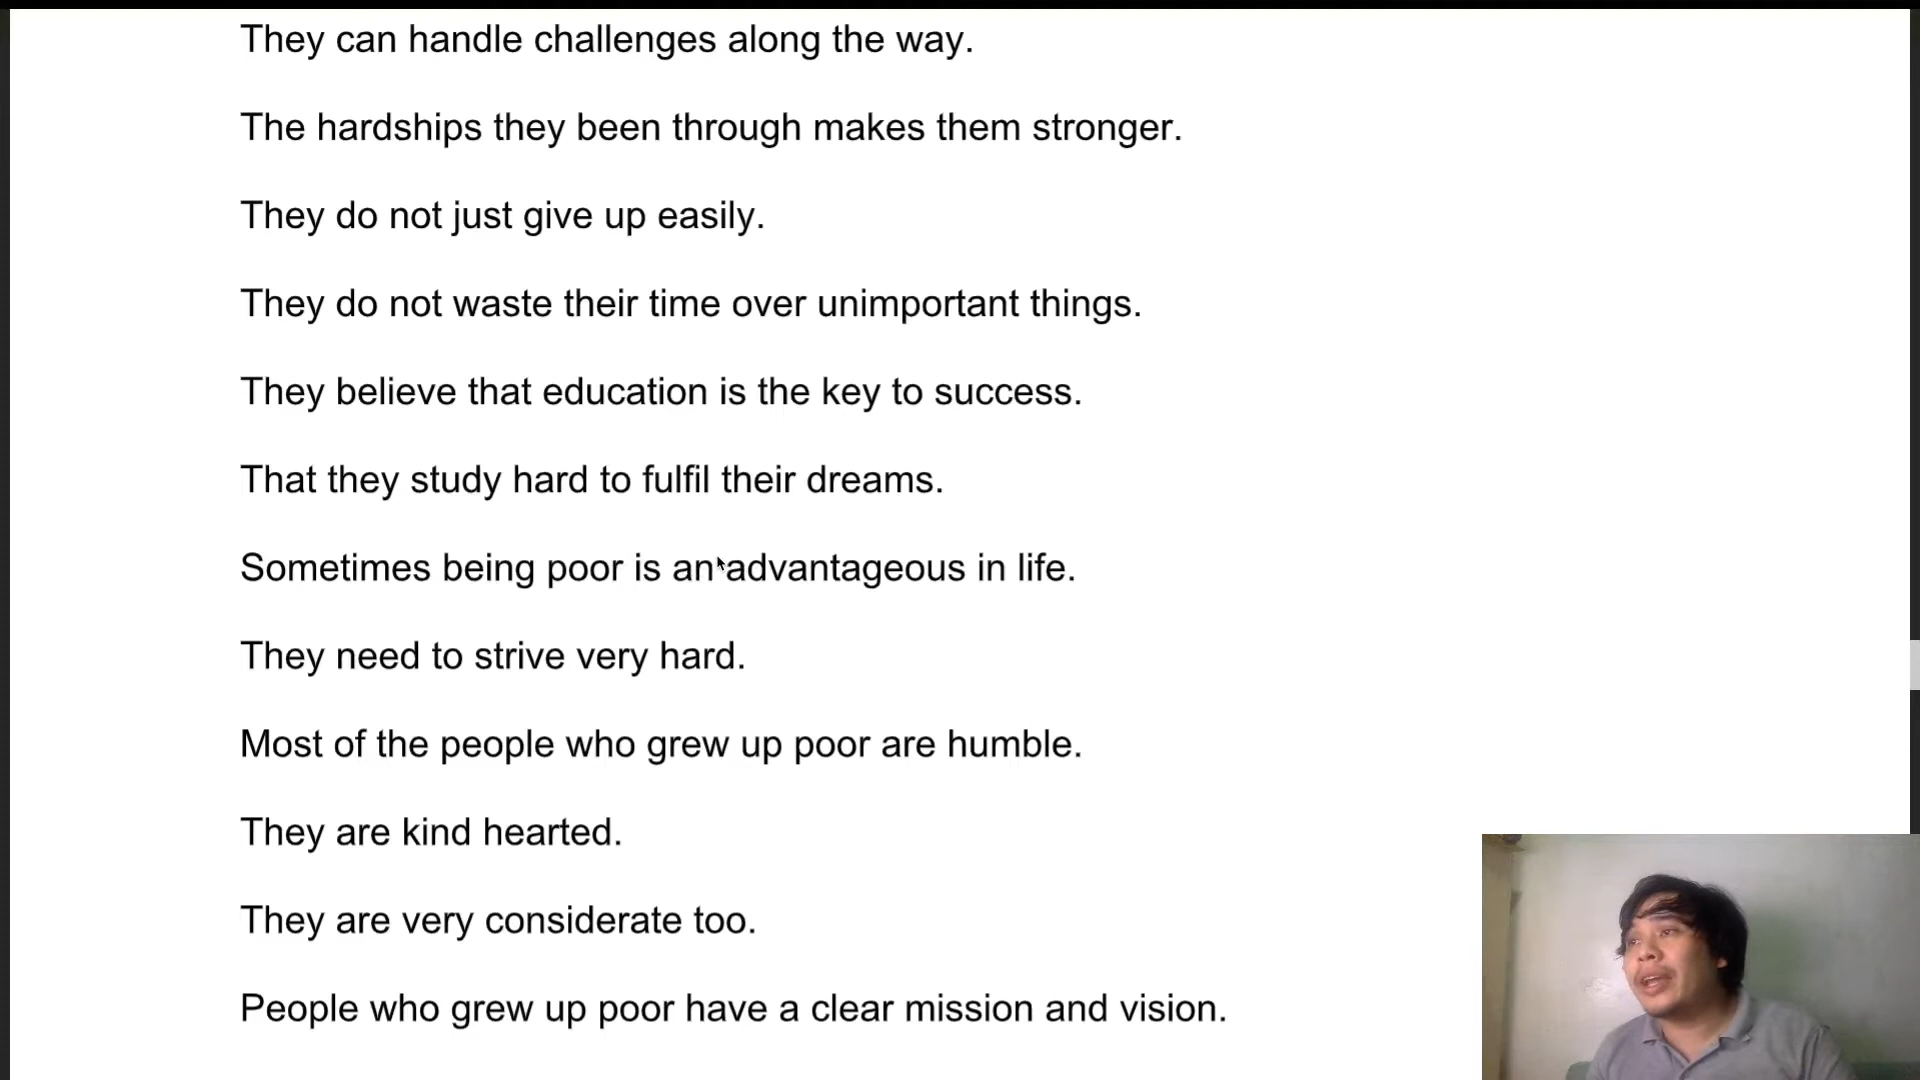 They can handle challenges along the way.
The hardships they been through makes them stronger.
They do not just give up easily.
They do not waste their time over unimportant things.
They believe that education is the key to success.
That they study hard to fulfil their dreams.
Sometimes being poor is an advantageous in life.
They need to strive very hard.
Most of the people who grew up poor are humble.
They are kind hearted.
They are very considerate too.
People who grew up poor have a clear mission and vision.